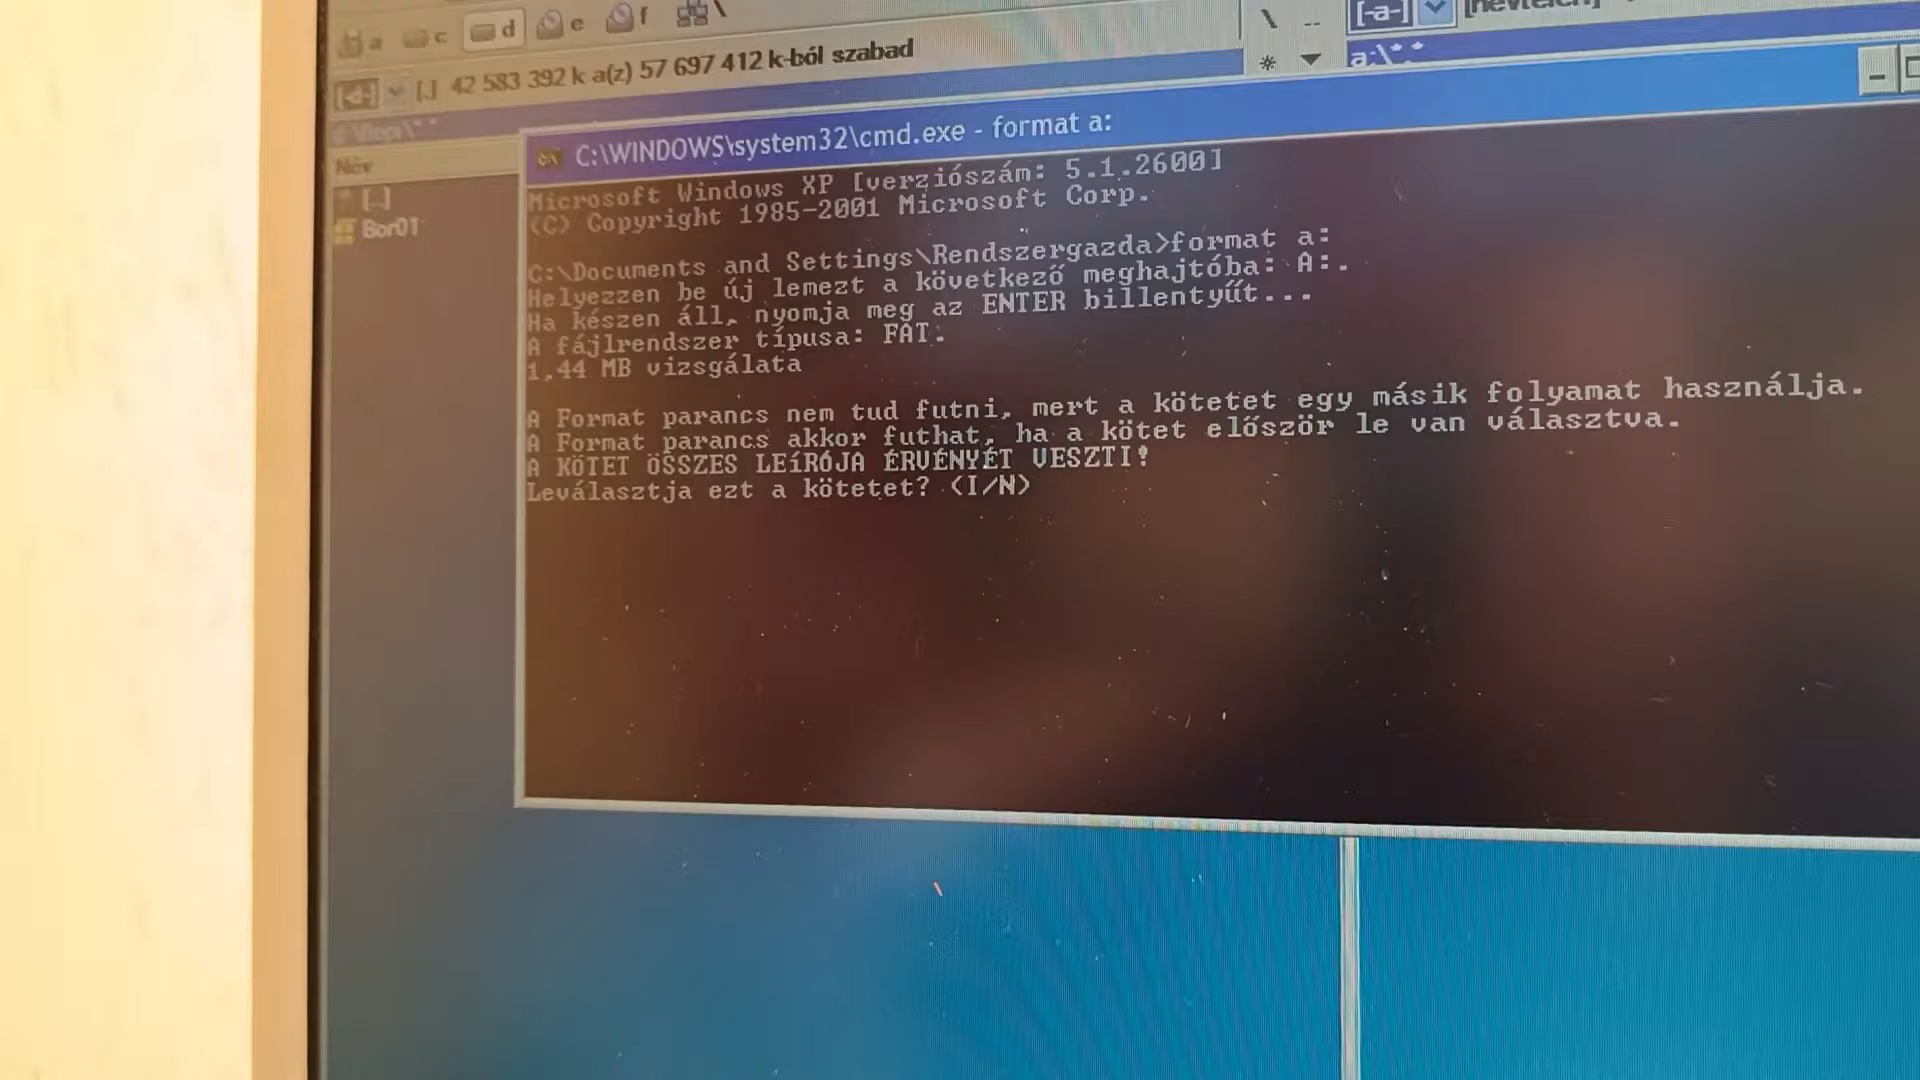 a c d e f \
\ ..
[-a-]
[-d-] [.] 42 583 392 k a(z) 57 697 412 k-ból szabad
* ▼ a:\*.*
Név
[..]
Bor01
C:\WINDOWS\system32\cmd.exe - format a:
Microsoft Windows XP [verziószám: 5.1.2600]
(C) Copyright 1985-2001 Microsoft Corp.
C:\Documents and Settings\Rendszergazda>format a:
Helyezzen be új lemezt a következő meghajtóba: A:.
Ha készen áll, nyomja meg az ENTER billentyűt...
A fájlrendszer típusa: FAT.
1,44 MB vizsgálata
A Format parancs nem tud futni, mert a kötetet egy másik folyamat használja.
A Format parancs akkor futhat, ha a kötet először le van választva.
A KÖTET ÖSSZES LEíRÓJA ÉRVÉNYÉT VESZTI!
Leválasztja ezt a kötetet? (I/N)